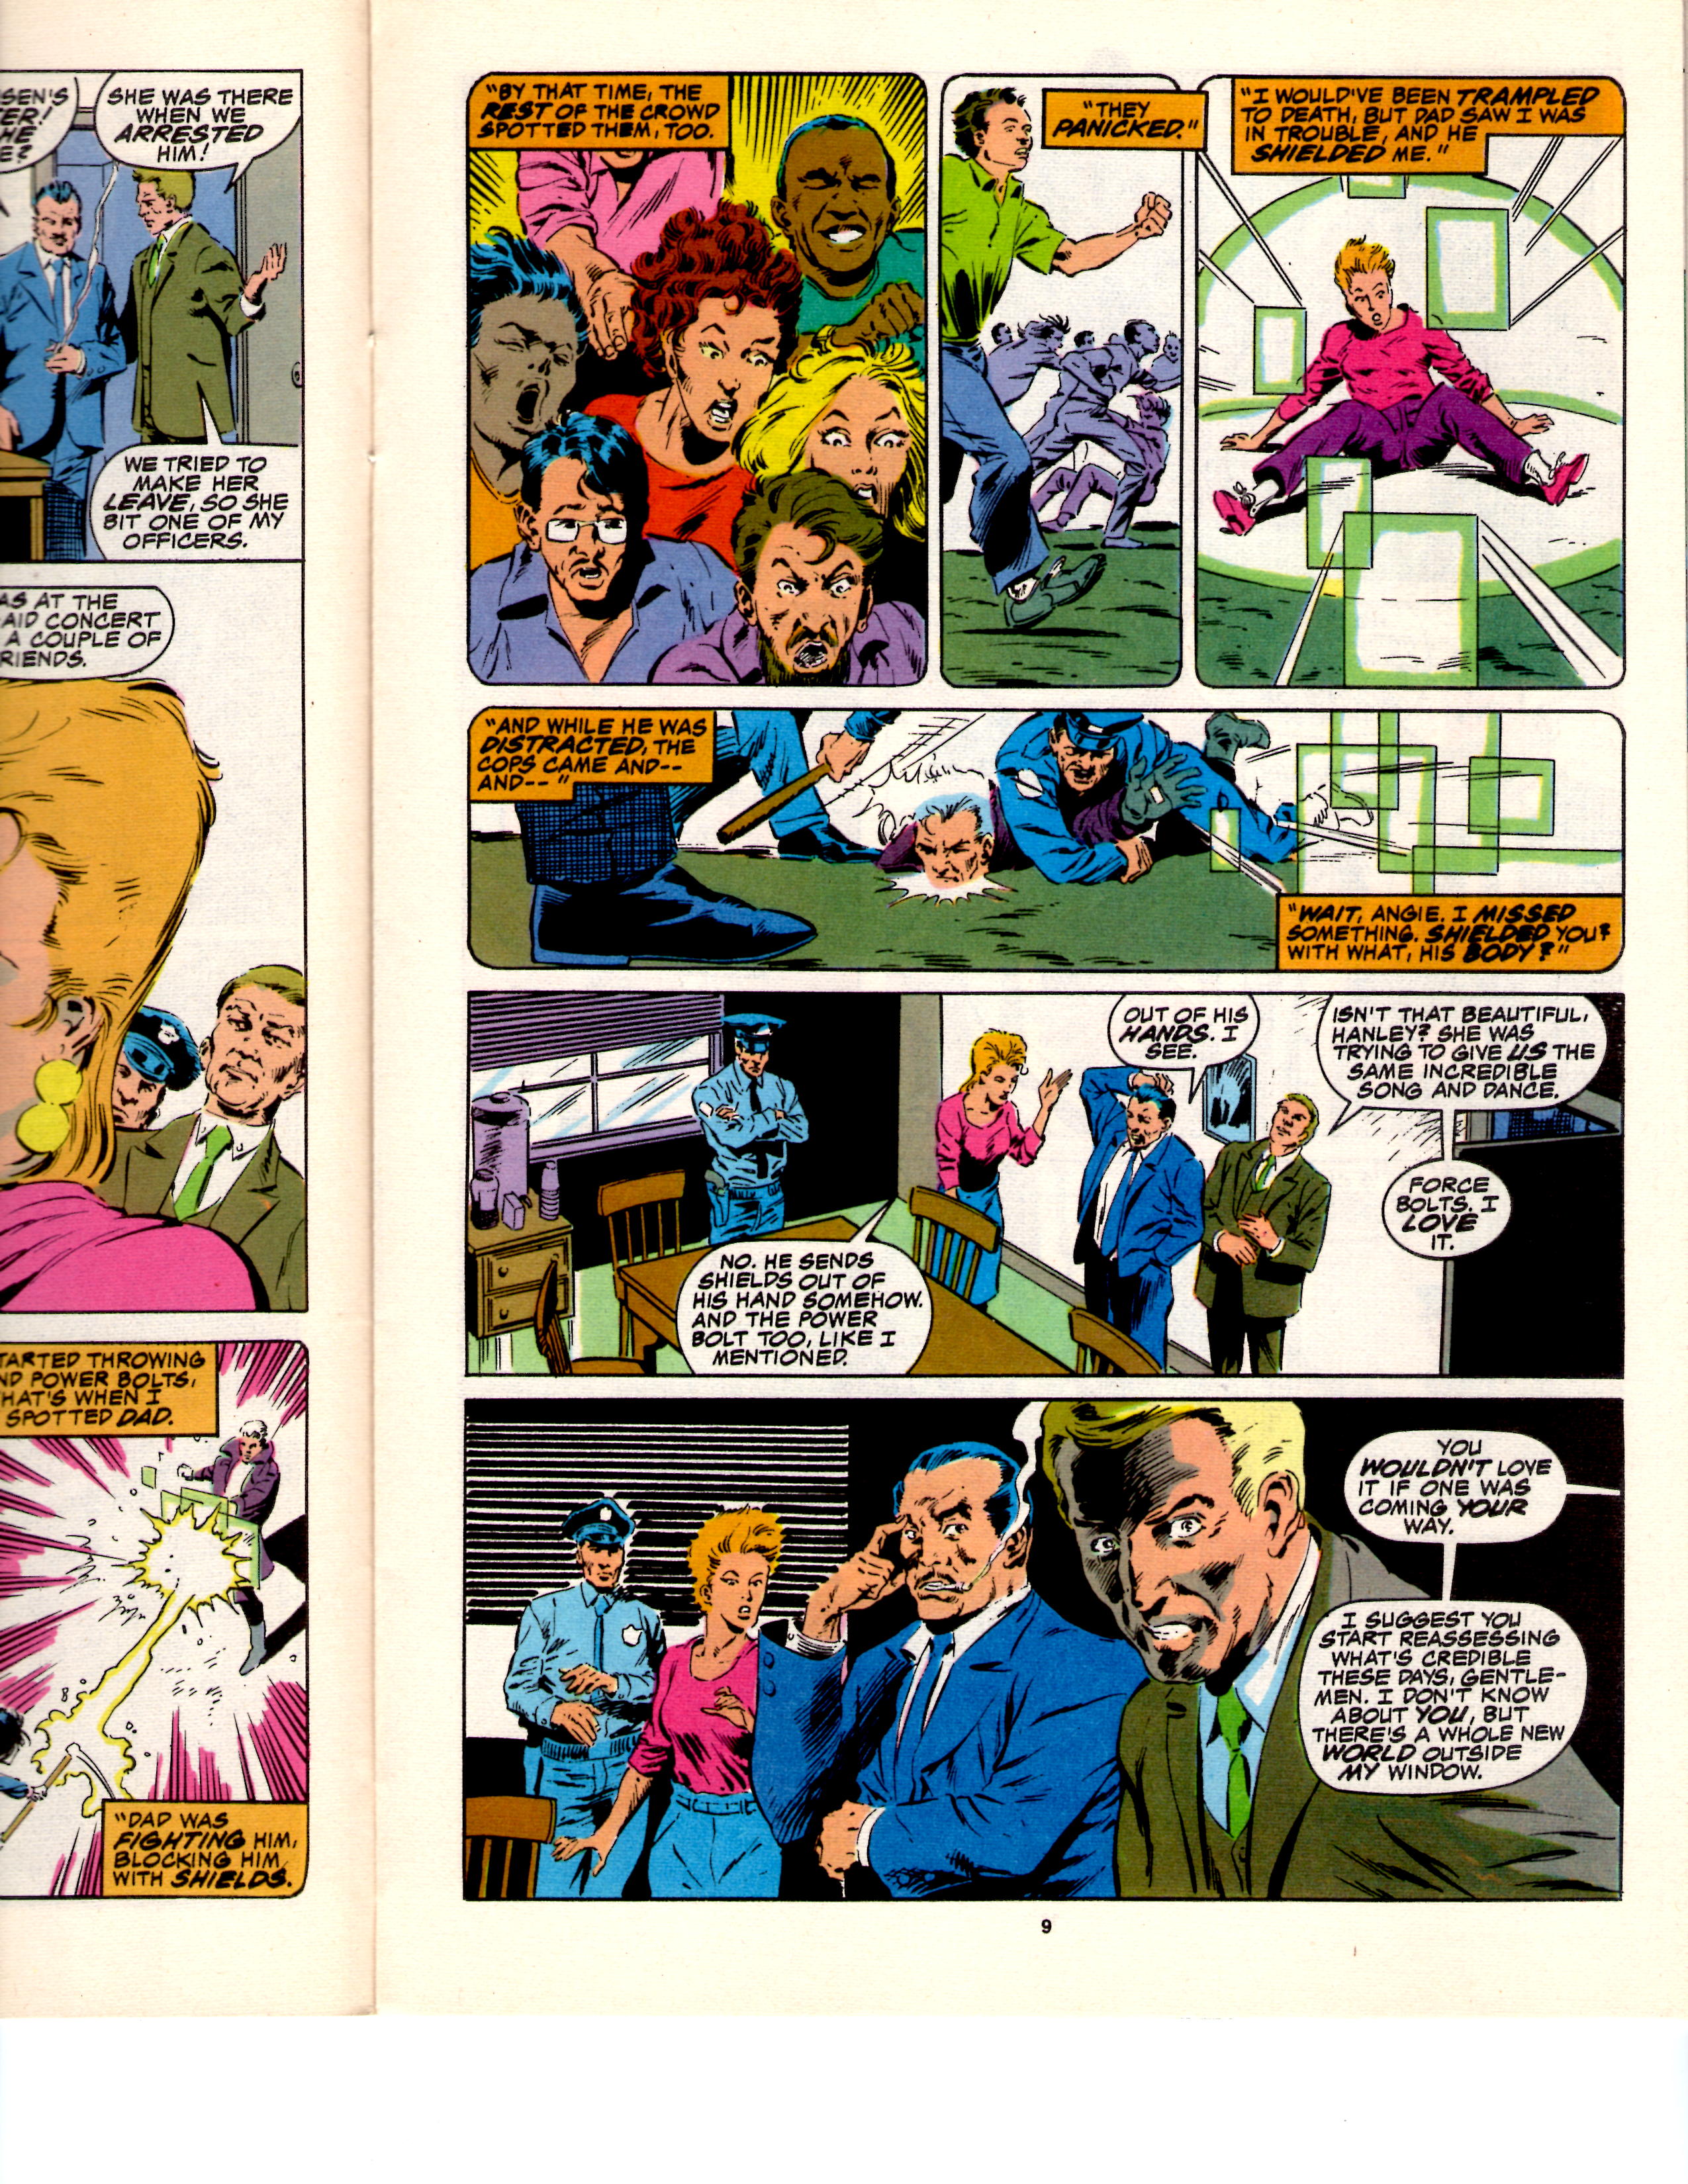 SHE WAS THERE
WHEN WE
ARRESTED
HIM!
WE TRIED TO
MAKE HER
LEAVE, SO SHE
BIT ONE OF MY
OFFICERS.
AT THE
CONCERT
A COUPLE OF
THROWING
POWER BOLTS,
WHEN I
SPOTTED DAD.
"DAD WAS
FIGHTING HIM,
BLOCKING HIM
WITH SHIELDS.
"BY THAT TIME, THE
REST OF THE CROWD
SPOTTED THEM, TOO.
"THEY
PANICKED."
"I WOULD'VE BEEN TRAMPLED
TO DEATH, BUT DAD SAW I WAS
IN TROUBLE, AND HE
SHIELDED ME."
"AND WHILE HE WAS
DISTRACTED, THE
COPS CAME AND--
AND-- "
"WAIT, ANGIE. I MISSED
SOMETHING. SHIELDED YOU?
WITH WHAT, HIS BODY?"
NO. HE SENDS
SHIELDS OUT OF
HIS HAND SOMEHOW.
AND THE POWER
BOLT TOO, LIKE I
MENTIONED.
OUT OF HIS
HANDS. I
SEE.
ISN'T THAT BEAUTIFUL,
HANLEY? SHE WAS
TRYING TO GIVE US THE
SAME INCREDIBLE
SONG AND DANCE.
FORCE
BOLTS. I
LOVE
IT.
YOU
WOULDN'T LOVE
IT IF ONE WAS
COMING YOUR
WAY.
I SUGGEST YOU
START REASSESSING
WHAT'S CREDIBLE
THESE DAYS, GENTLE-
MEN. I DON'T KNOW
ABOUT YOU, BUT
THERE'S A WHOLE NEW
WORLD OUTSIDE
MY WINDOW.
9